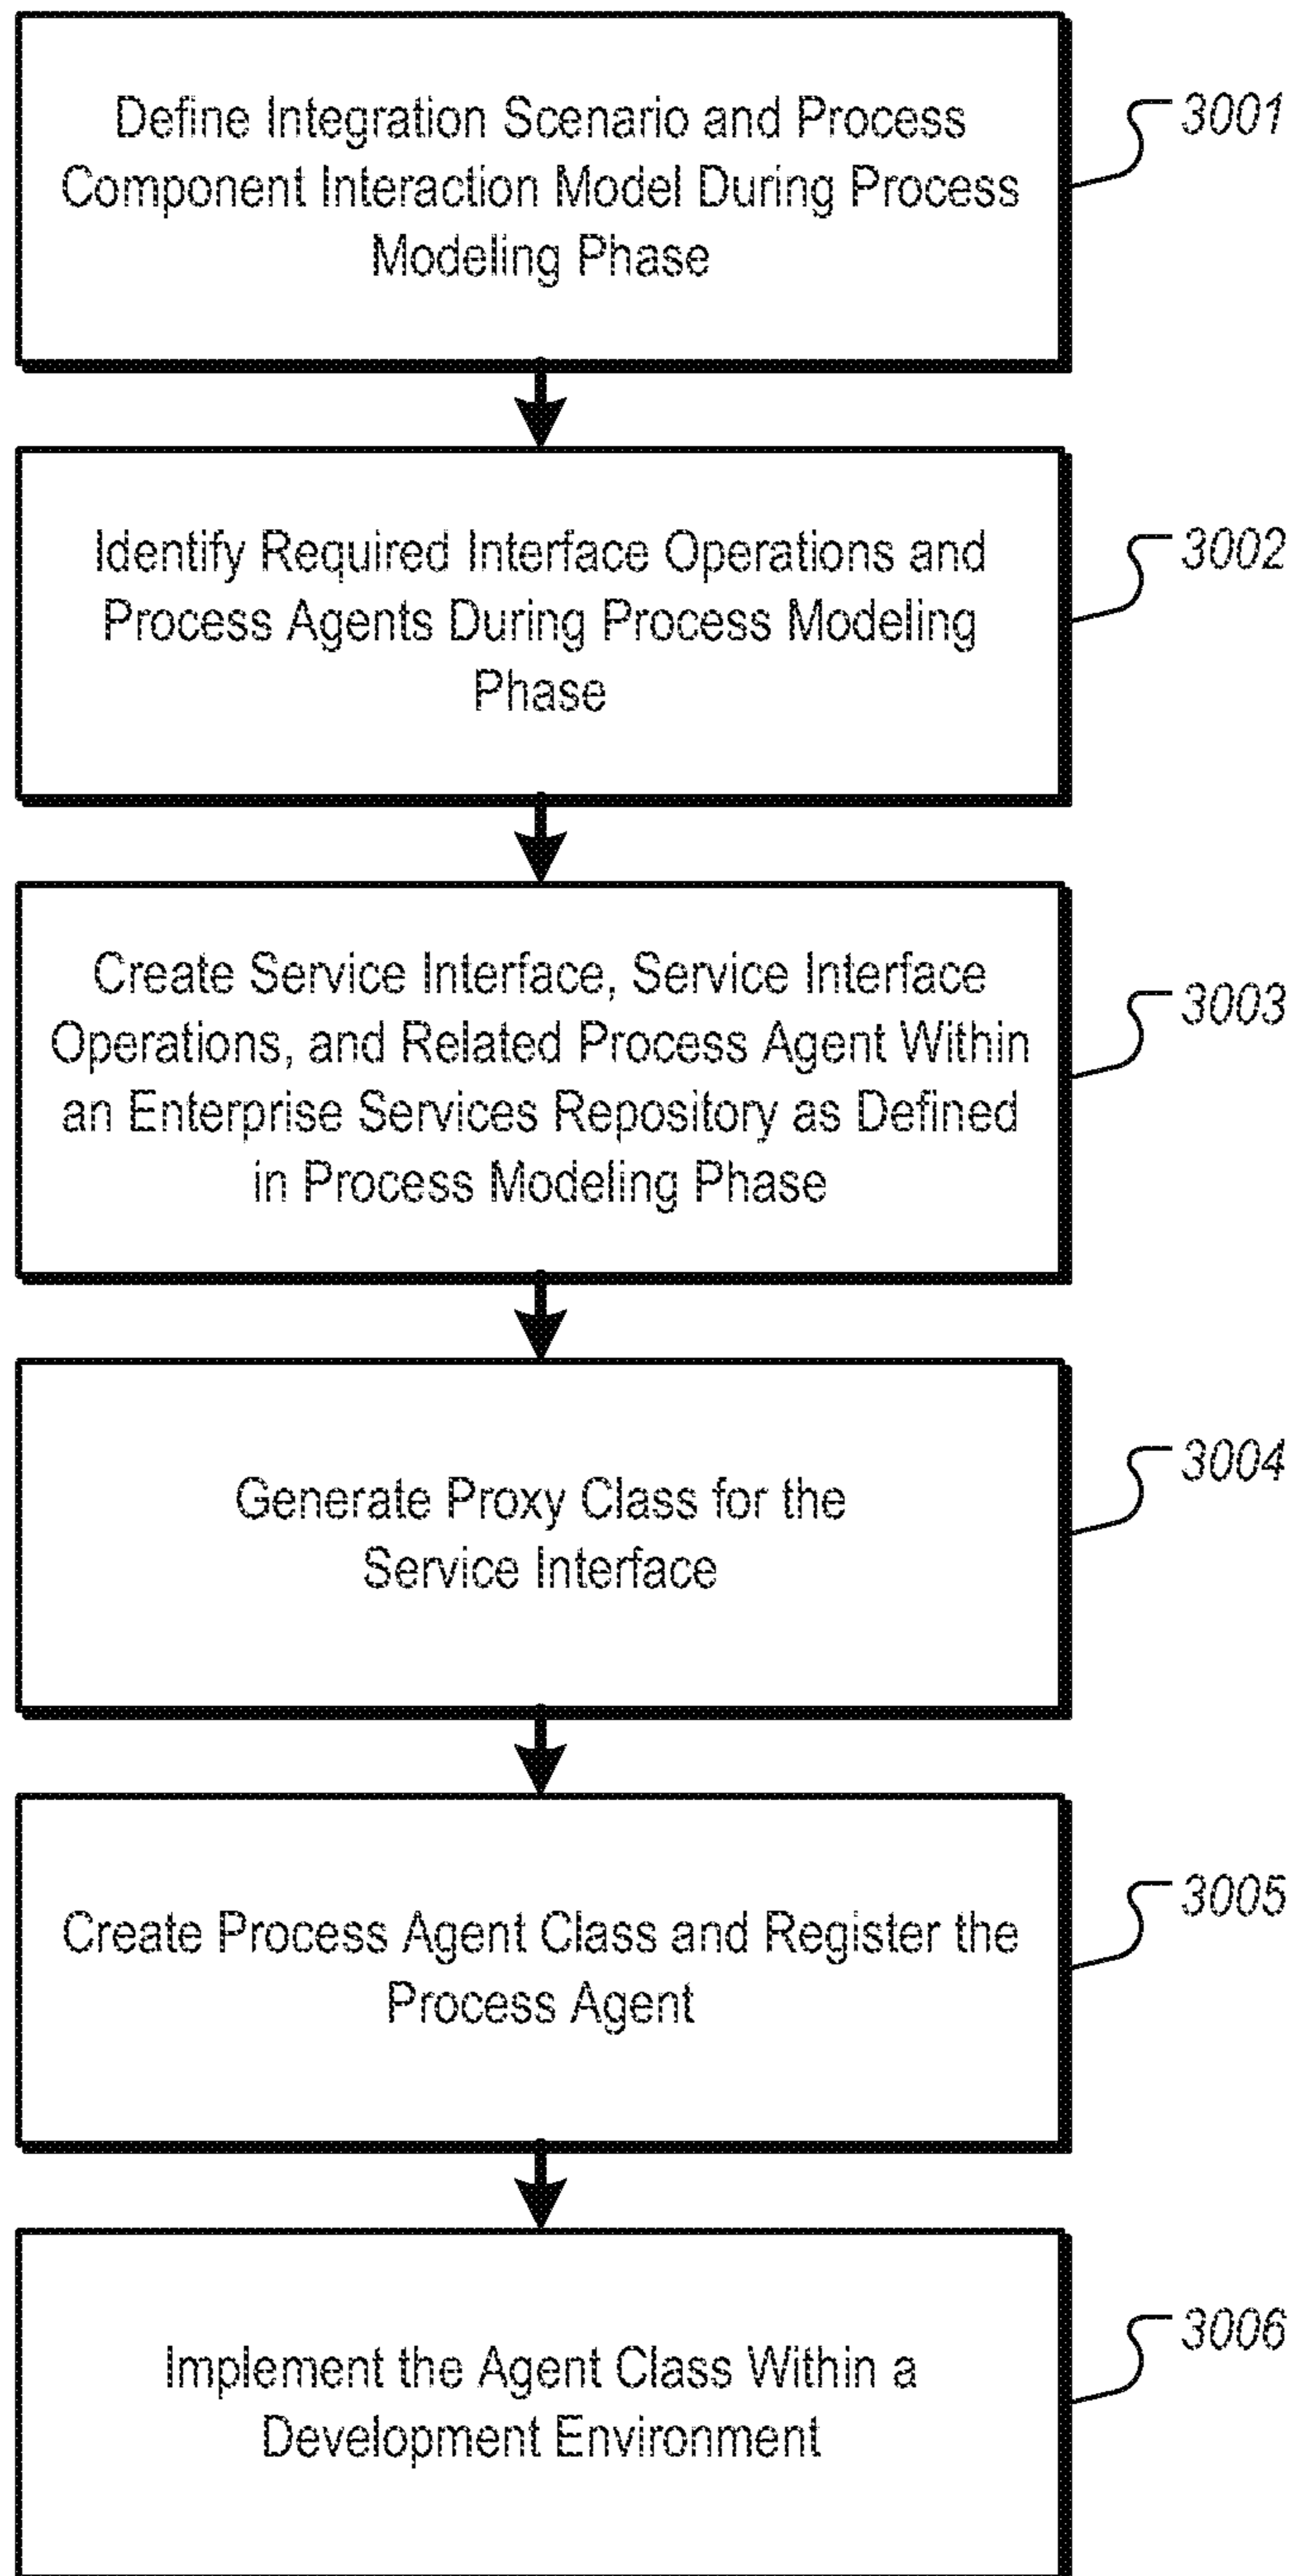 Define Integration Scenario and Process
Component Interaction Model During Process
Modeling Phase
3001
Identify Required Interface Operations and
Process Agents During Process Modeling
Phase
3002
Create Service Interface, Service Interface
Operations, and Related Process Agent Within
an Enterprise Services Repository as Defined
in Process Modeling Phase
3003
Generate Proxy Class for the
Service Interface
3004
Create Process Agent Class and Register the
Process Agent
3005
Implement the Agent Class Within a
Development Environment
3006